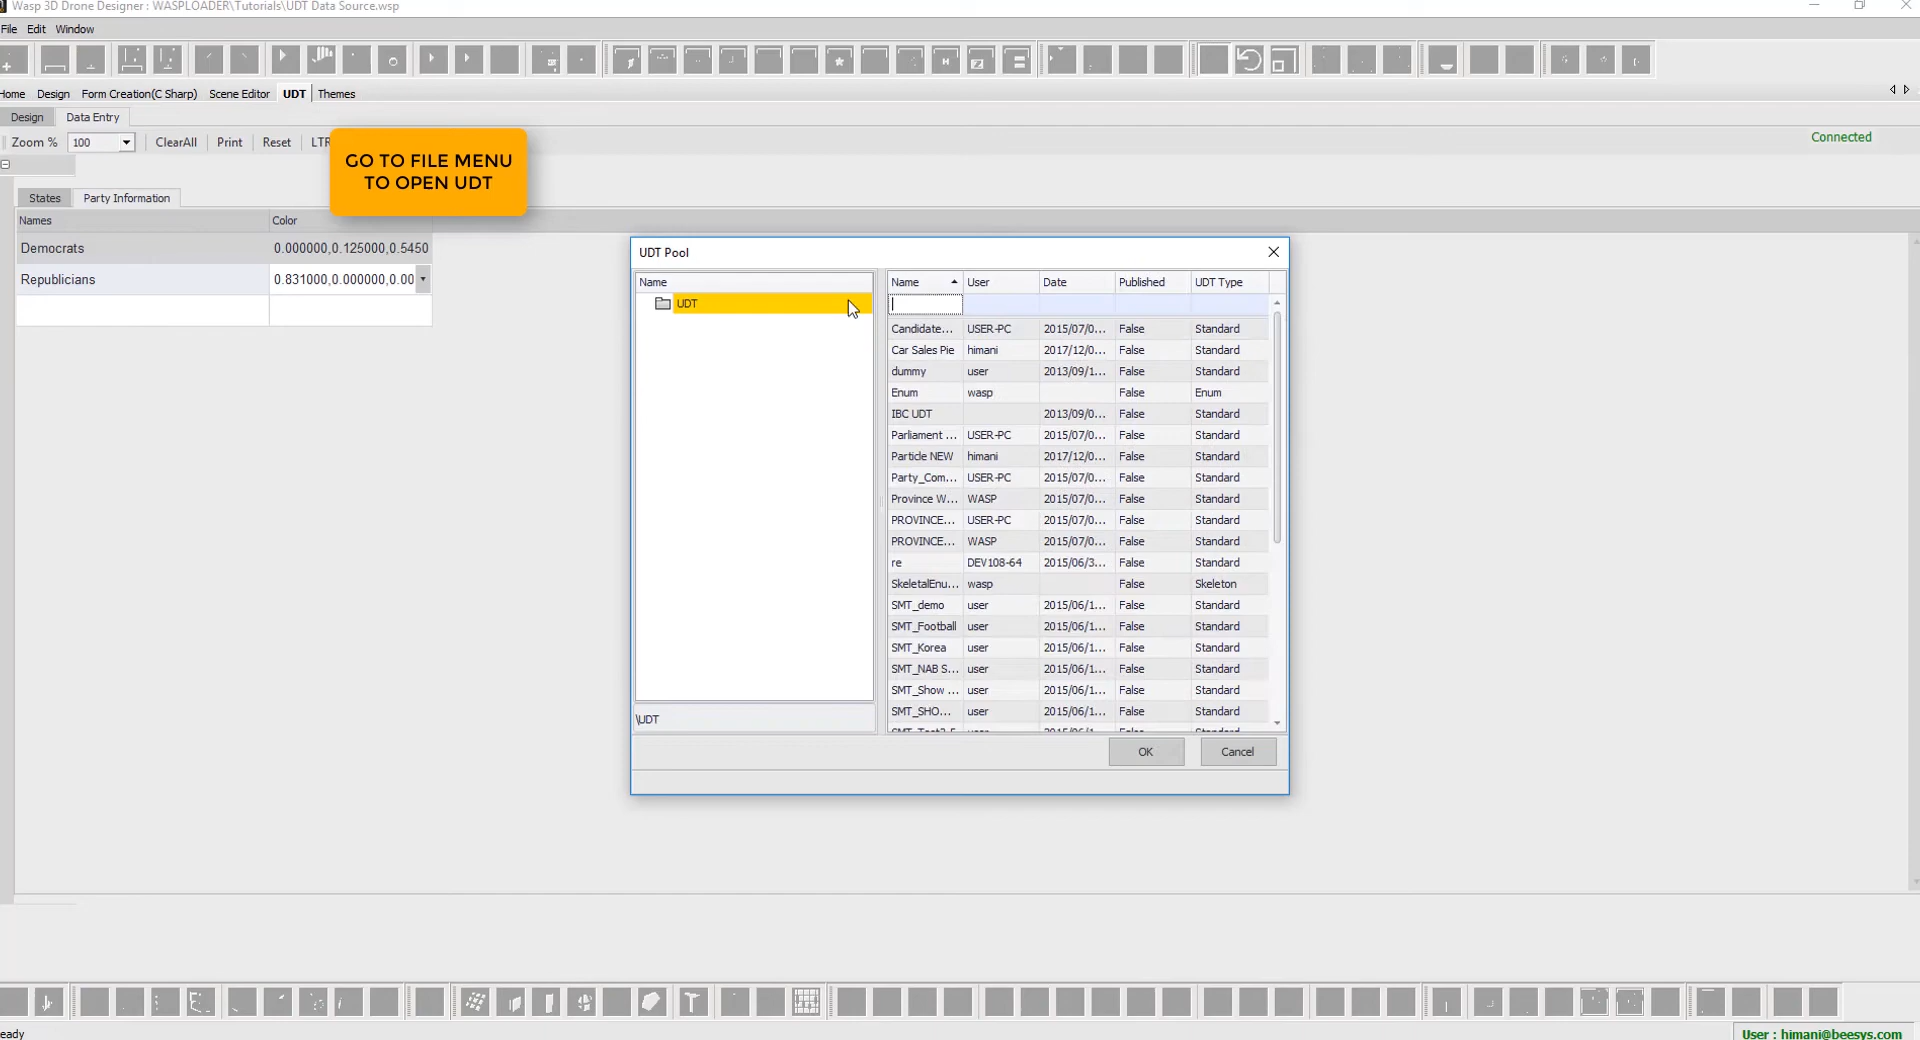 Wasp 3D Drone Designer : WASPLOADER\Tutorials\UDT Data Source.wsp
File Edit Window
Home Design Form Creation(C Sharp) Scene Editor UDT Themes
Design Data Entry
Zoom % 100 ClearAll Print Reset LTR
Connected
GO TO FILE MENU
TO OPEN UDT
States Party Information
Names Color
Democrats 0.000000,0.125000,0.5450
Republicians 0.831000,0.000000,0.00
UDT Pool
Name
UDT
\UDT
Name User Date Published UDT Type
Candidate... USER-PC 2015/07/0... False Standard
Car Sales Pie himani 2017/12/0... False Standard
dummy user 2013/09/1... False Standard
Enum wasp False Enum
IBC UDT 2013/09/0... False Standard
Parliament ... USER-PC 2015/07/0... False Standard
Particle NEW himani 2017/12/0... False Standard
Party_Com... USER-PC 2015/07/0... False Standard
Province W... WASP 2015/07/0... False Standard
PROVINCE... USER-PC 2015/07/0... False Standard
PROVINCE... WASP 2015/07/0... False Standard
re DEV108-64 2015/06/3... False Standard
SkeletalEnu... wasp False Skeleton
SMT_demo user 2015/06/1... False Standard
SMT_Football user 2015/06/1... False Standard
SMT_Korea user 2015/06/1... False Standard
SMT_NAB S... user 2015/06/1... False Standard
SMT_Show ... user 2015/06/1... False Standard
SMT_SHO... user 2015/06/1... False Standard
OK Cancel
eady
User : himani@beesys.com